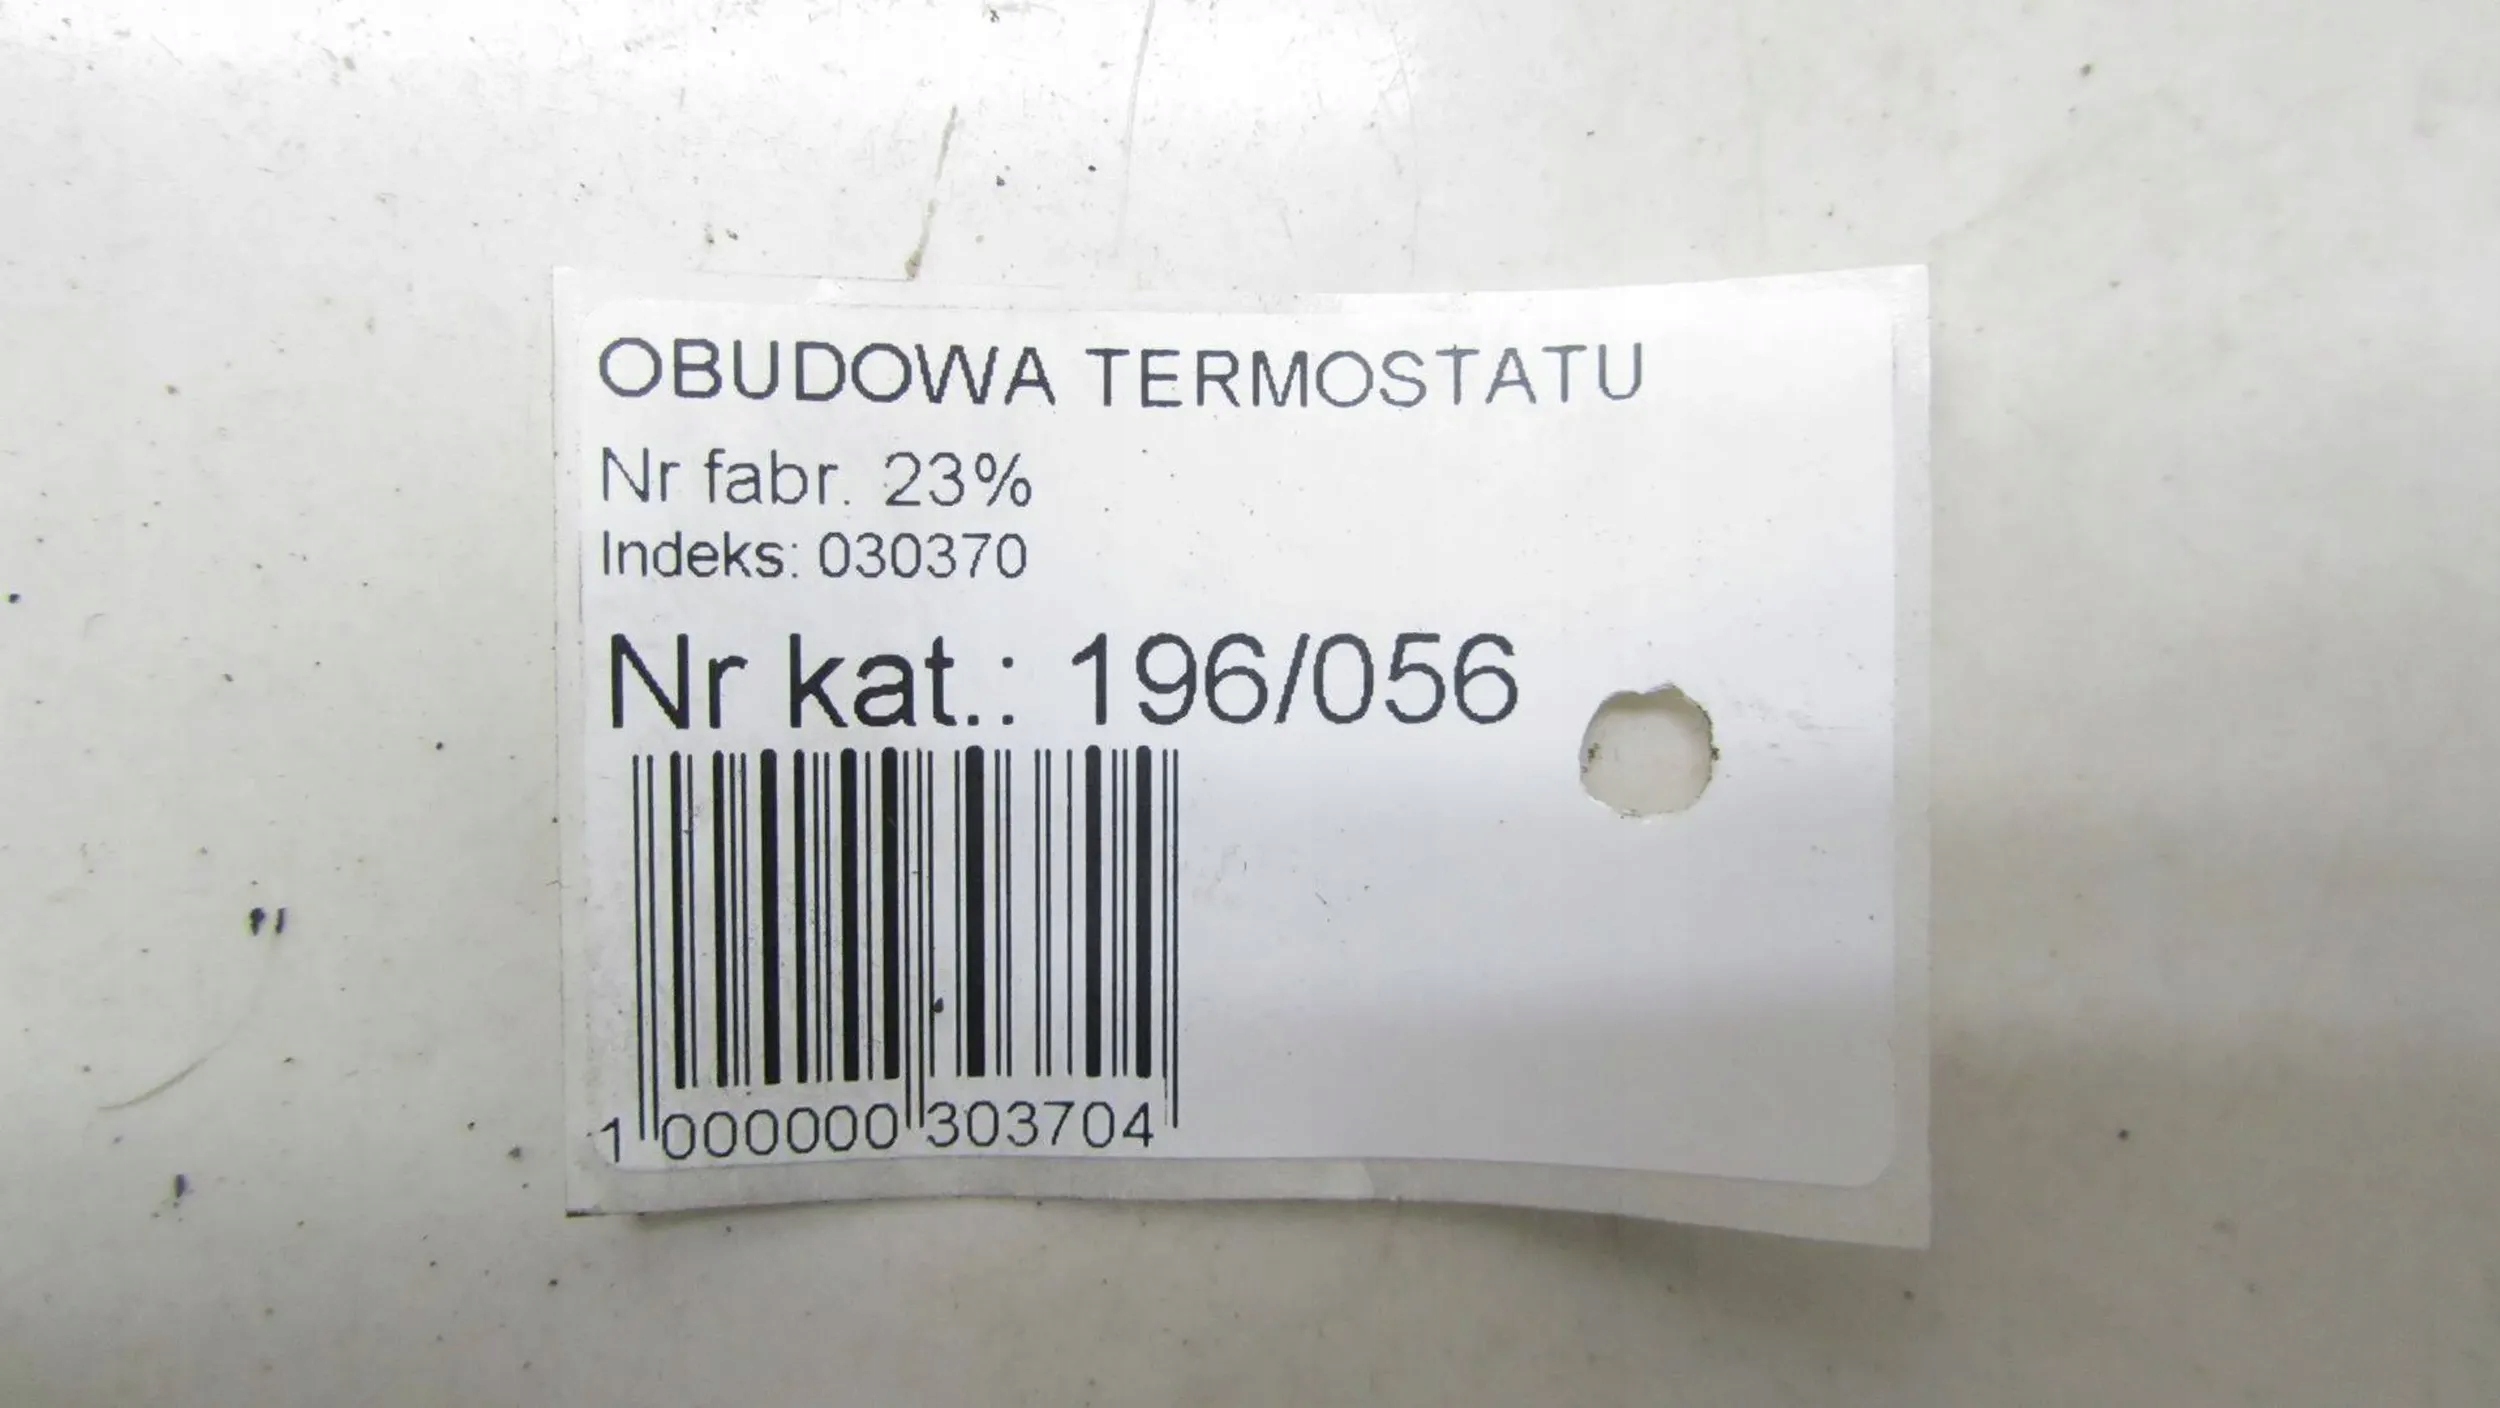 OBUDOWA TERMOSTATU
Nr fabr. 23%
Indeks: 030370
Nr kat.: 196/056
1 000000 303704